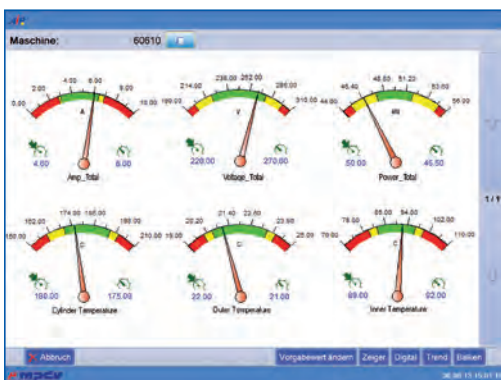 Maschine: 60610
0.00 2.00 4.00 6.00 8.00 10.00
A
4.00 6.00
Amp_Total
190.00 214.00 238.00 262.00 286.00 310.00
V
220.00 270.00
Voltage_Total
44.00 46.40 48.80 51.20 53.60 56.00
kN
50.00 46.50
Power_Total
150.00 162.00 174.00 186.00 198.00 210.00
C
180.00 175.00
Cylinder Temperature
19.00 20.20 21.40 22.60 23.80 25.00
C
22.00 21.00
Outer Temperature
70.00 78.00 86.00 94.00 102.00 110.00
C
89.00 92.00
Inner Temperature
1 / 1
Abbruch Vorgabewert ändern Zeiger Digital Trend Balken
mpdv